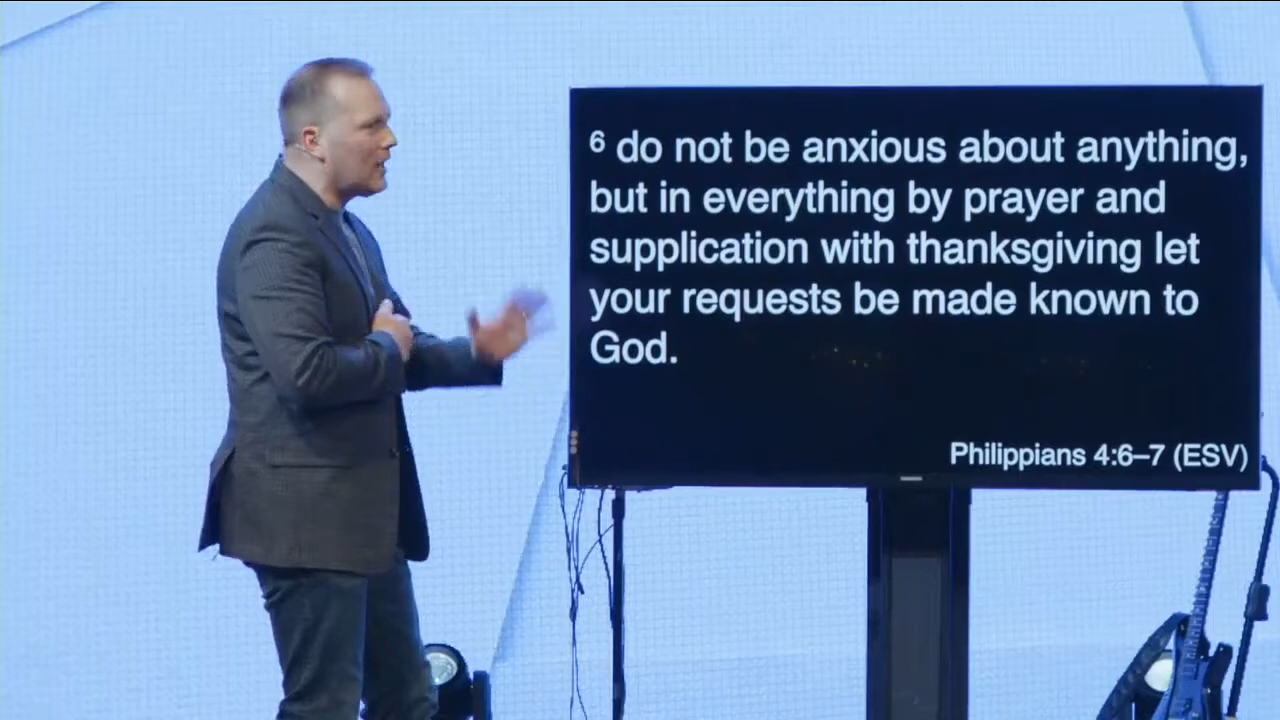 6 do not be anxious about anything,
but in everything by prayer and
supplication with thanksgiving let
your requests be made known to
God.
Philippians 4:6–7 (ESV)